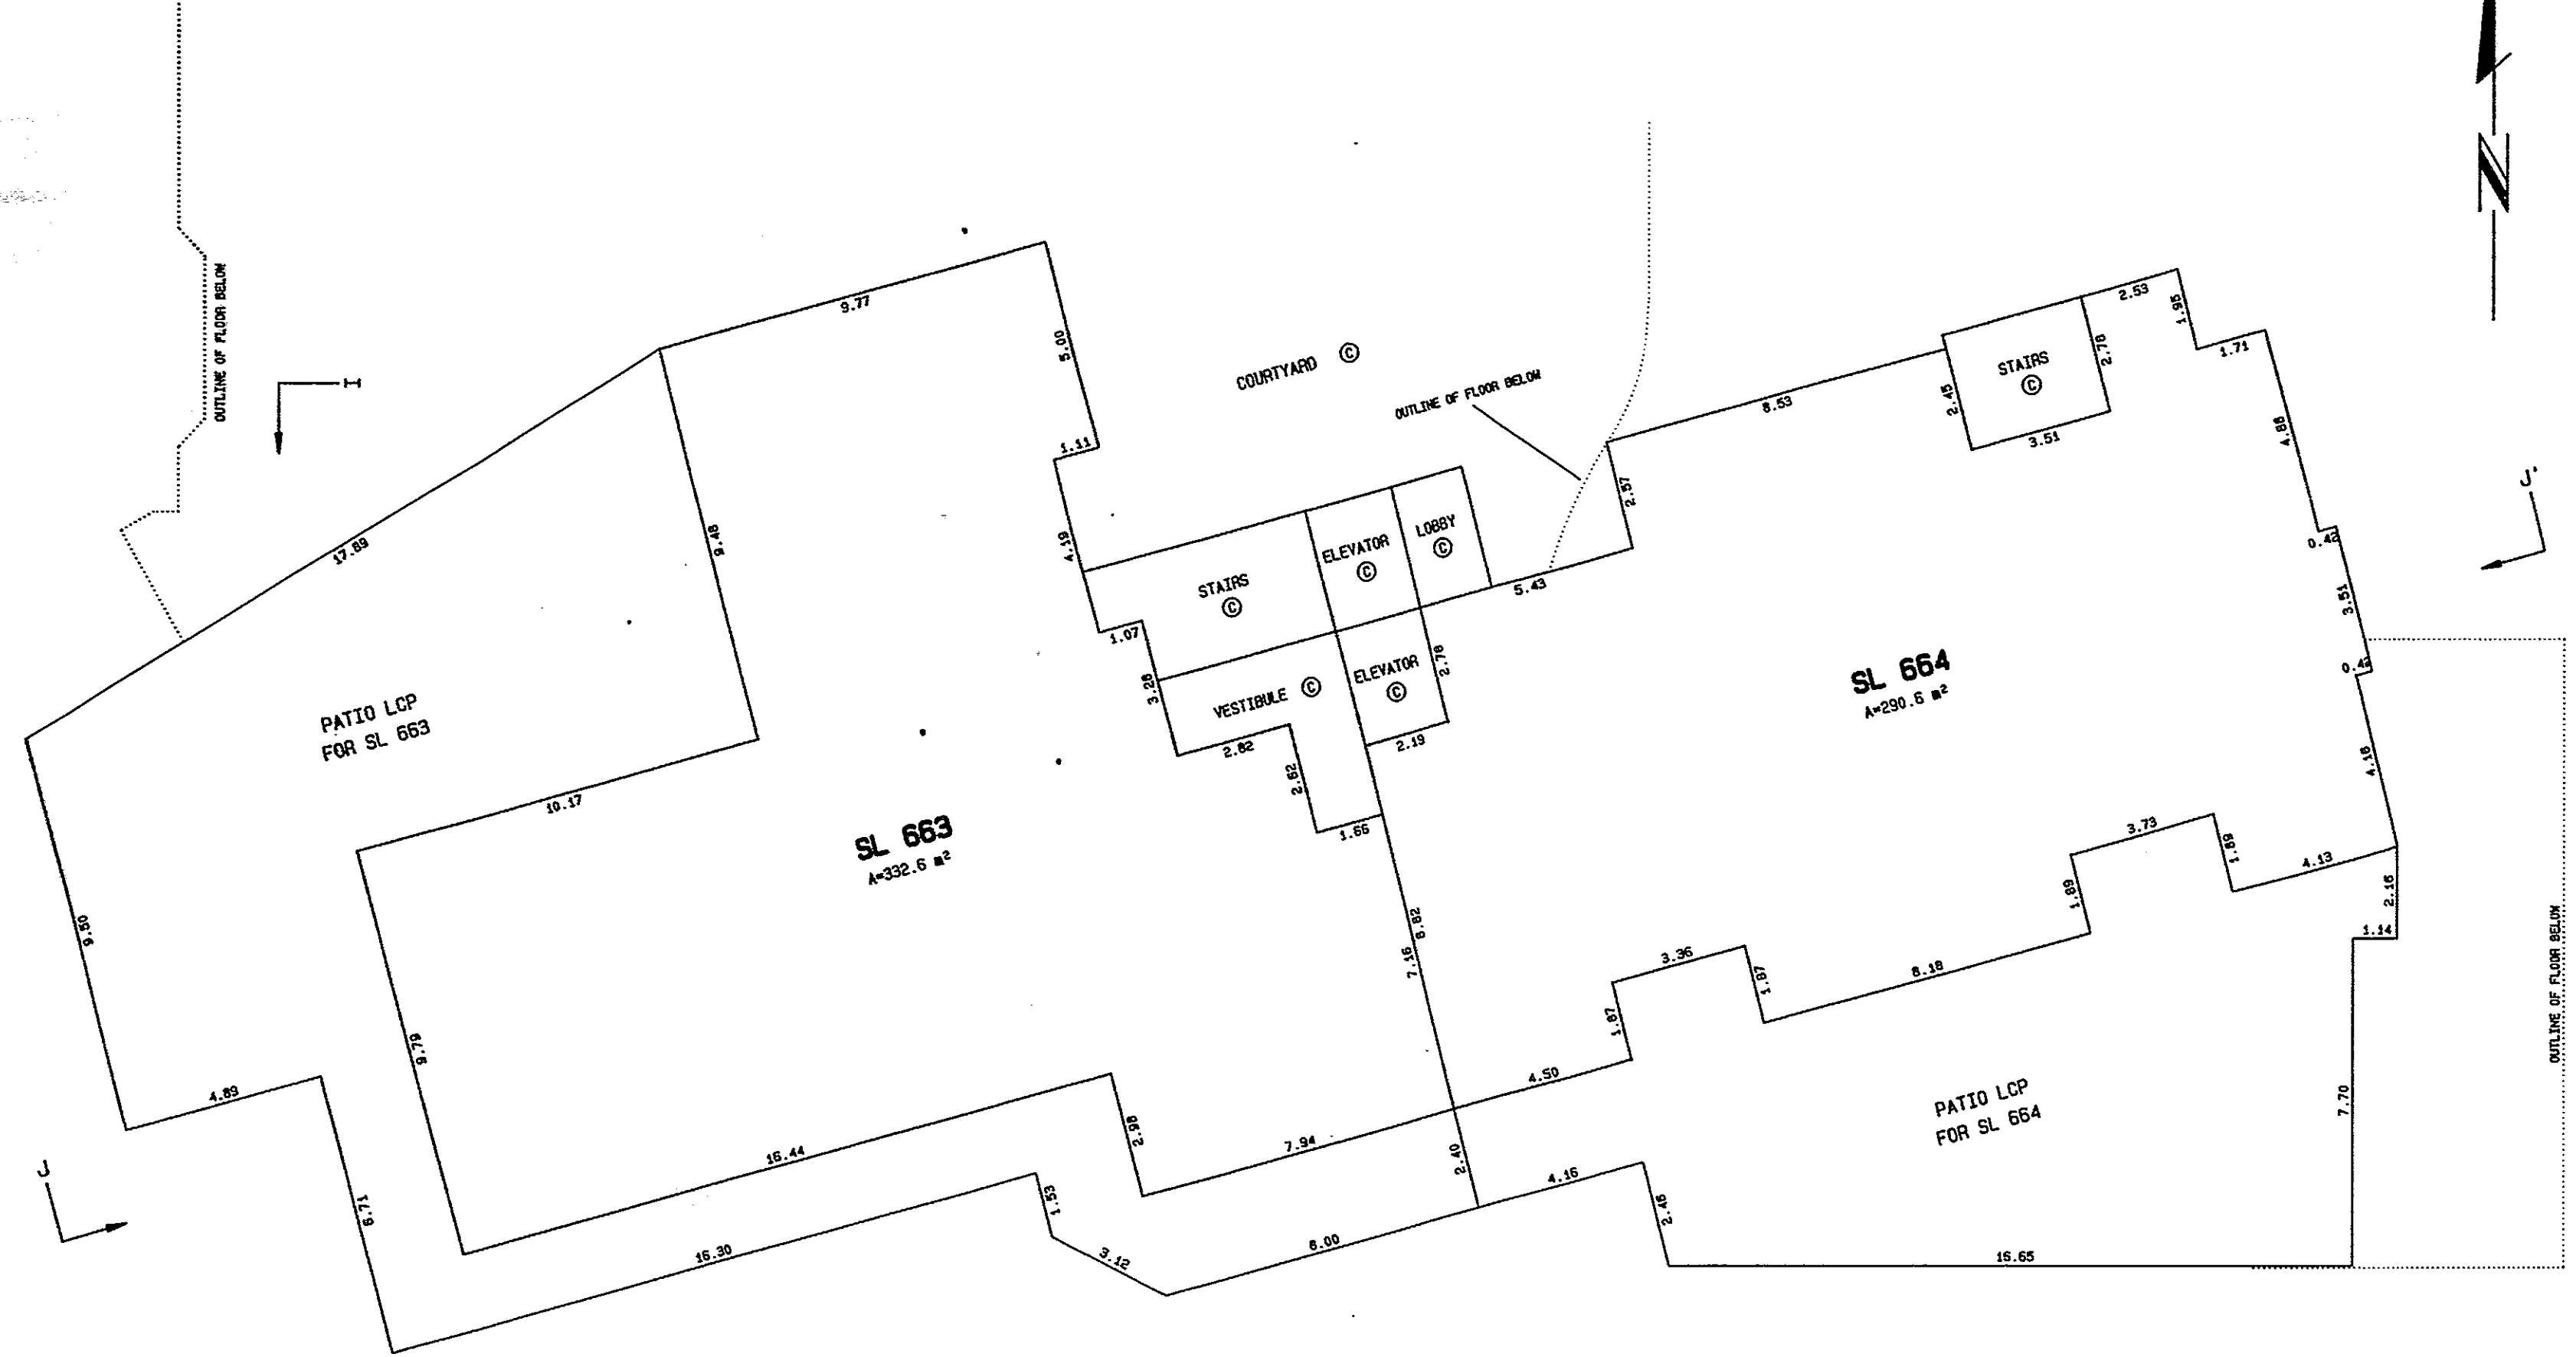 N
OUTLINE OF FLOOR BELOW
I
9.77
5.00
1.11
COURTYARD C
OUTLINE OF FLOOR BELOW
2.53
1.95
1.71
STAIRS
C
2.78
2.45
3.51
8.53
4.86
J'
17.89
9.48
4.19
2.57
0.42
STAIRS
C
ELEVATOR
C
LOBBY
C
5.43
3.51
1.07
3.26
VESTIBULE C
ELEVATOR
C
2.78
2.19
2.82
2.62
1.66
0.42
SL 664
A=290.6 m²
4.16
PATIO LCP
FOR SL 663
10.17
SL 663
A=332.6 m²
3.73
1.89
1.89
4.13
2.16
1.14
9.50
8.82
7.16
3.36
1.87
1.87
8.18
OUTLINE OF FLOOR BELOW
9.79
4.89
4.50
PATIO LCP
FOR SL 664
7.70
J
6.71
16.44
2.98
7.94
2.40
4.16
2.46
16.30
1.53
3.12
8.00
16.65